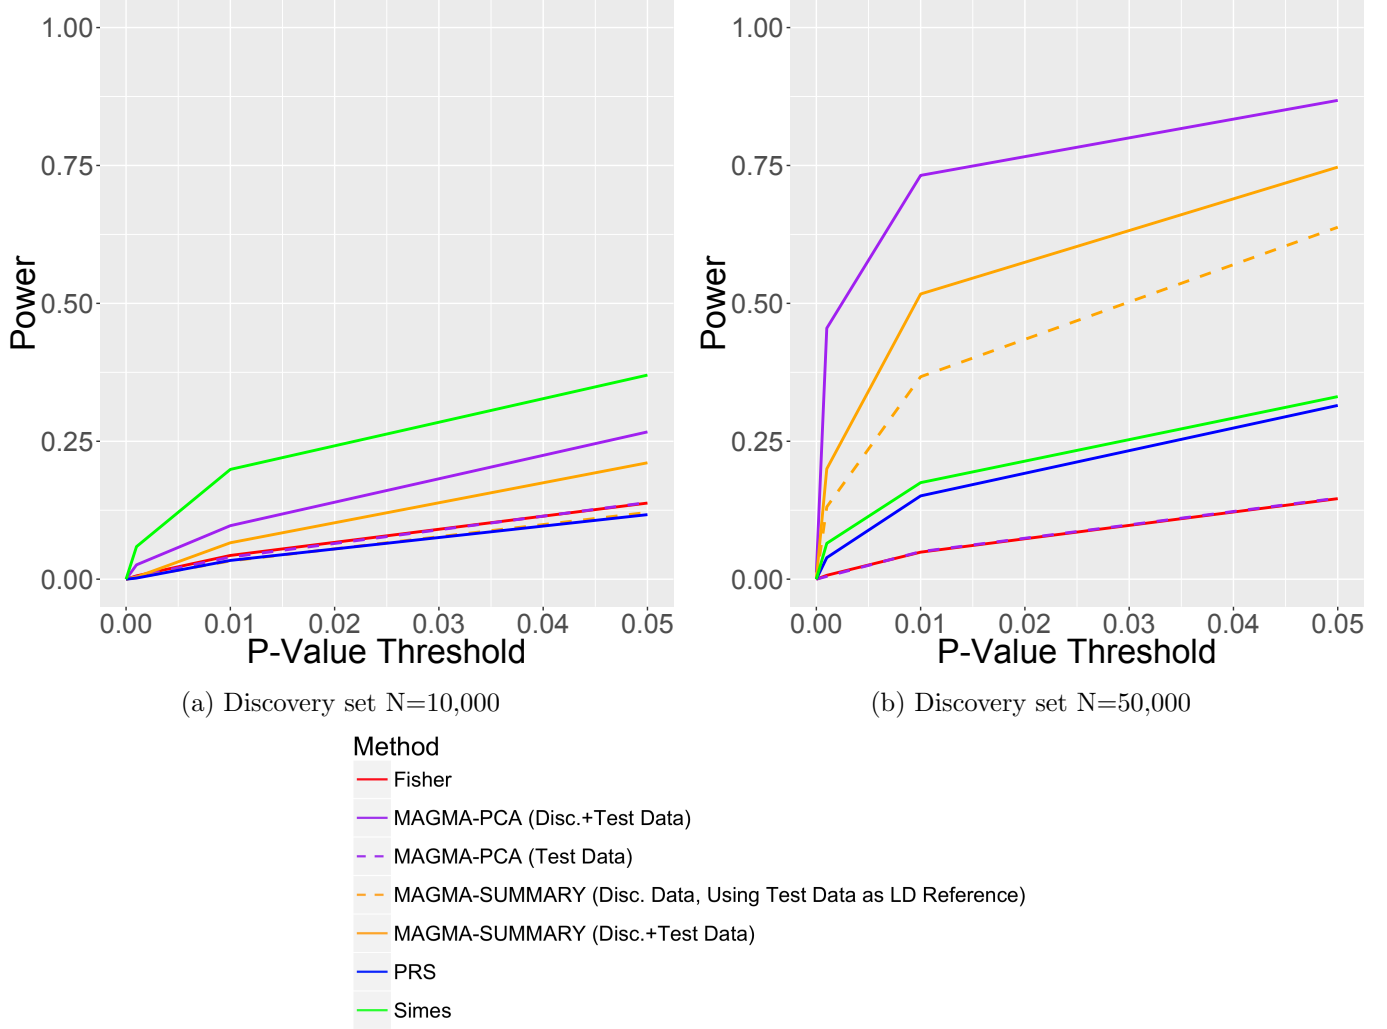 1.00
0.75
0.50
0.25
0.00
Power
0.00 0.01 0.02 0.03 0.04 0.05
P-Value Threshold
(a) Discovery set N=10,000
1.00
0.75
0.50
0.25
0.00
Power
0.00 0.01 0.02 0.03 0.04 0.05
P-Value Threshold
(b) Discovery set N=50,000
Method
Fisher
MAGMA-PCA (Disc.+Test Data)
MAGMA-PCA (Test Data)
MAGMA-SUMMARY (Disc. Data, Using Test Data as LD Reference)
MAGMA-SUMMARY (Disc.+Test Data)
PRS
Simes